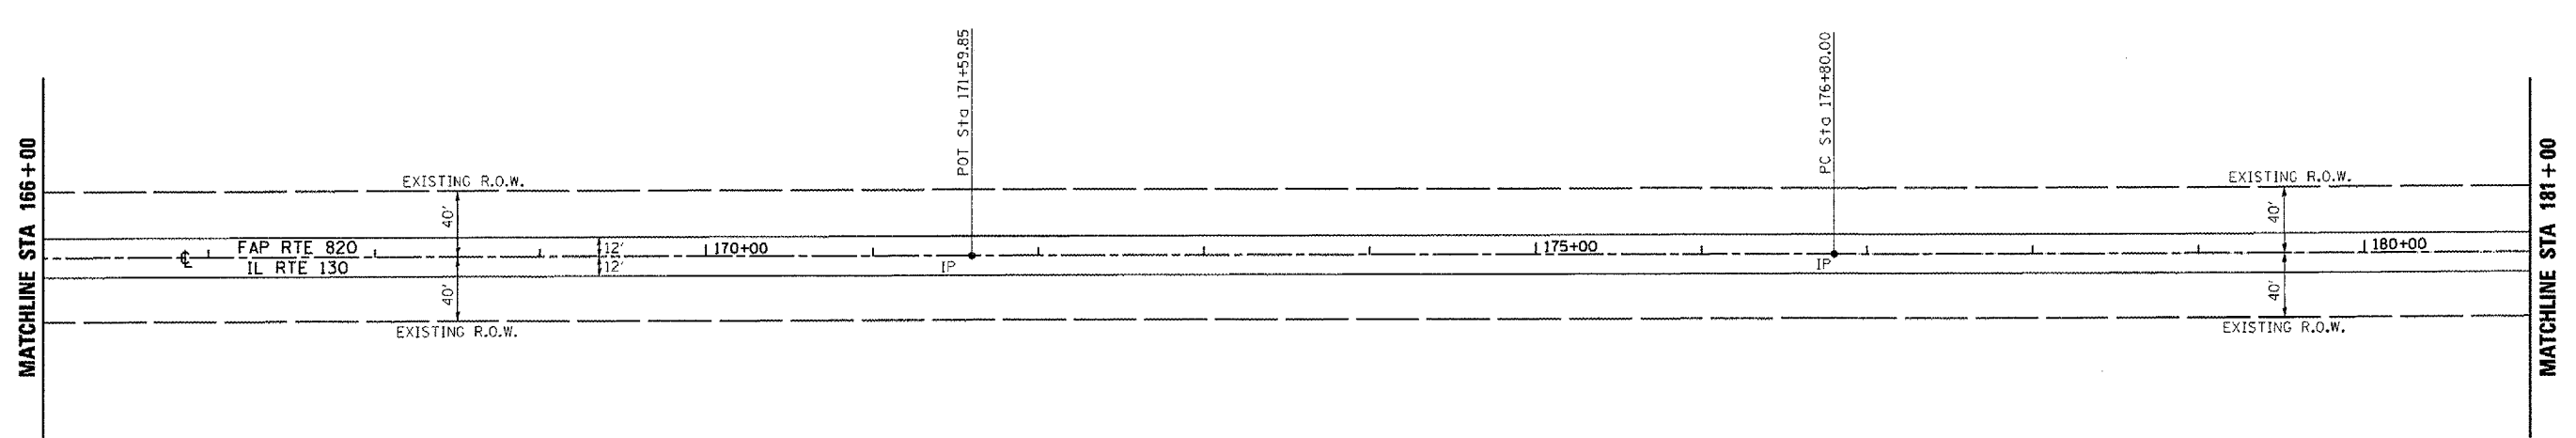 MATCHLINE STA 166+00
EXISTING R.O.W.
40'
40'
EXISTING R.O.W.
℄
FAP RTE 820
IL RTE 130
12'
12'
170+00
POT Sta 171+59.85
IP
175+00
PC Sta 176+80.00
IP
EXISTING R.O.W.
40'
40'
EXISTING R.O.W.
180+00
MATCHLINE STA 181+00